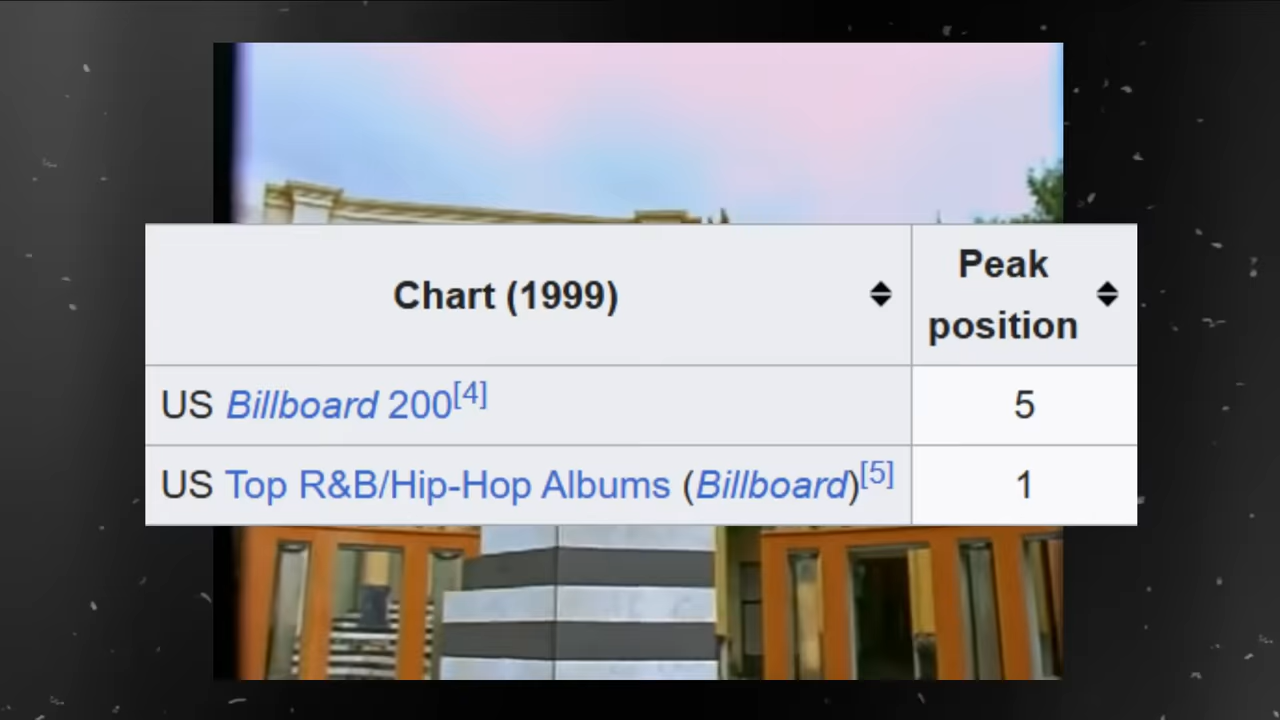 Chart (1999)
Peak
position
US Billboard 200[4]
5
US Top R&B/Hip-Hop Albums (Billboard)[5]
1